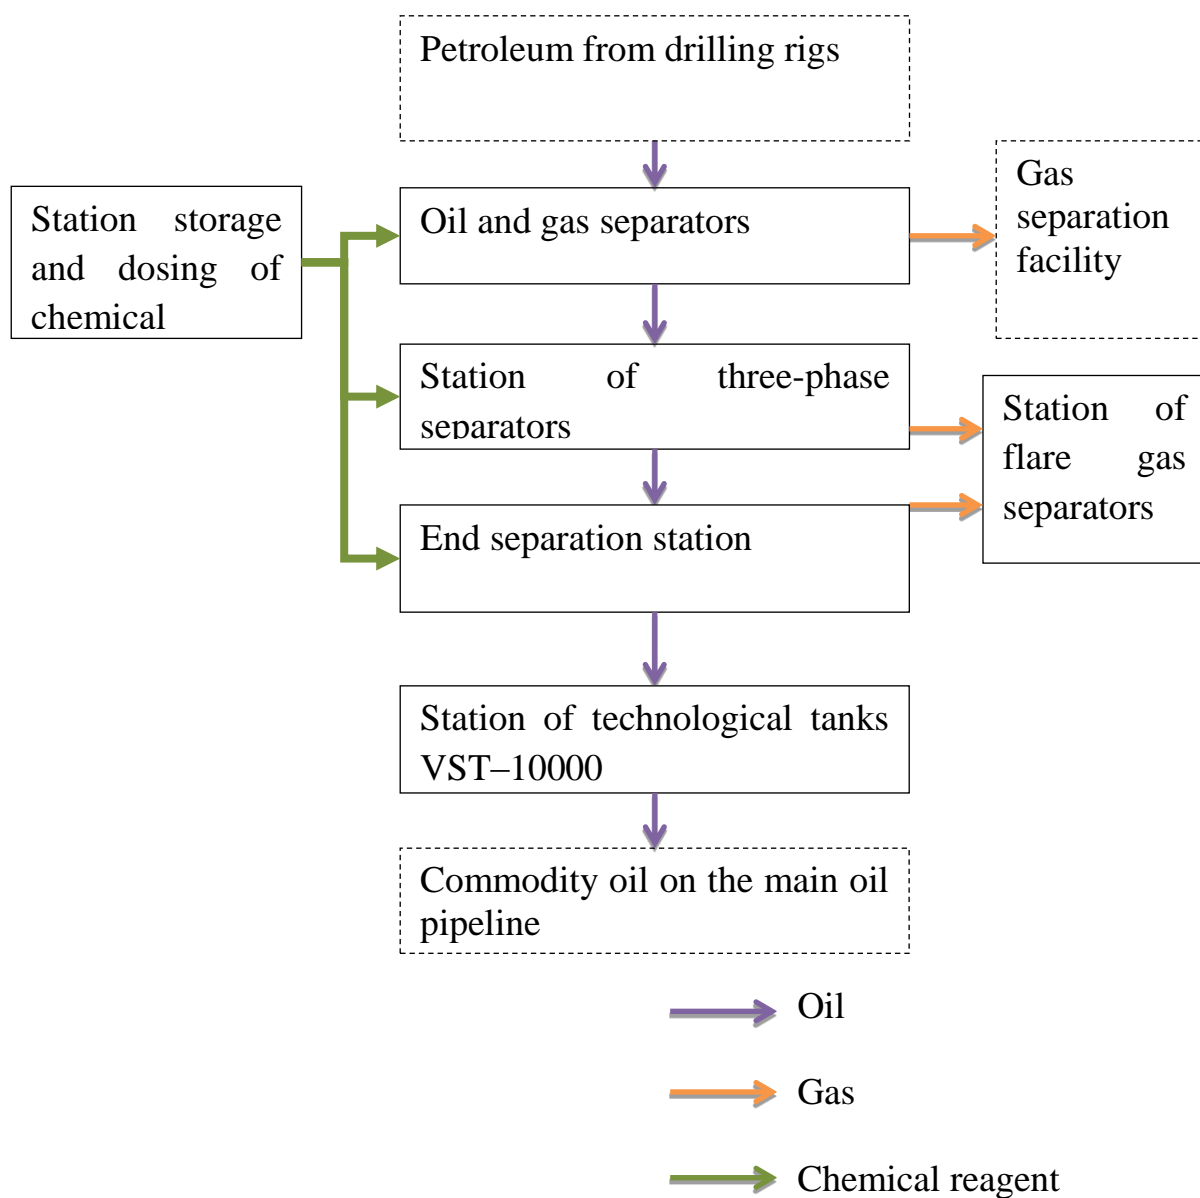 Petroleum from drilling rigs
Gas
separation
facility
Station storage
and dosing of
chemical
Oil and gas separators
Station of three-phase
separators
Station of
flare gas
separators
End separation station
Station of technological tanks
VST–10000
Commodity oil on the main oil
pipeline
Oil
Gas
Chemical reagent